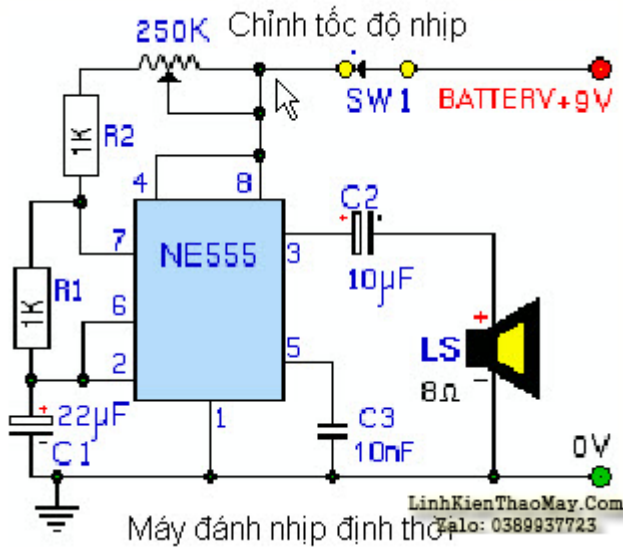 250K Chỉnh tốc độ nhịp
SW1 BATTERV+9V
R2
1K
4 8
C2
7 NE555 3
10µF
R1
1K
6
5
LS
8Ω
2
22µF
C1
1
C3
10nF
0V
LinhKienThaoMay.Com
Zalo: 0389937723
Máy đánh nhịp định thời